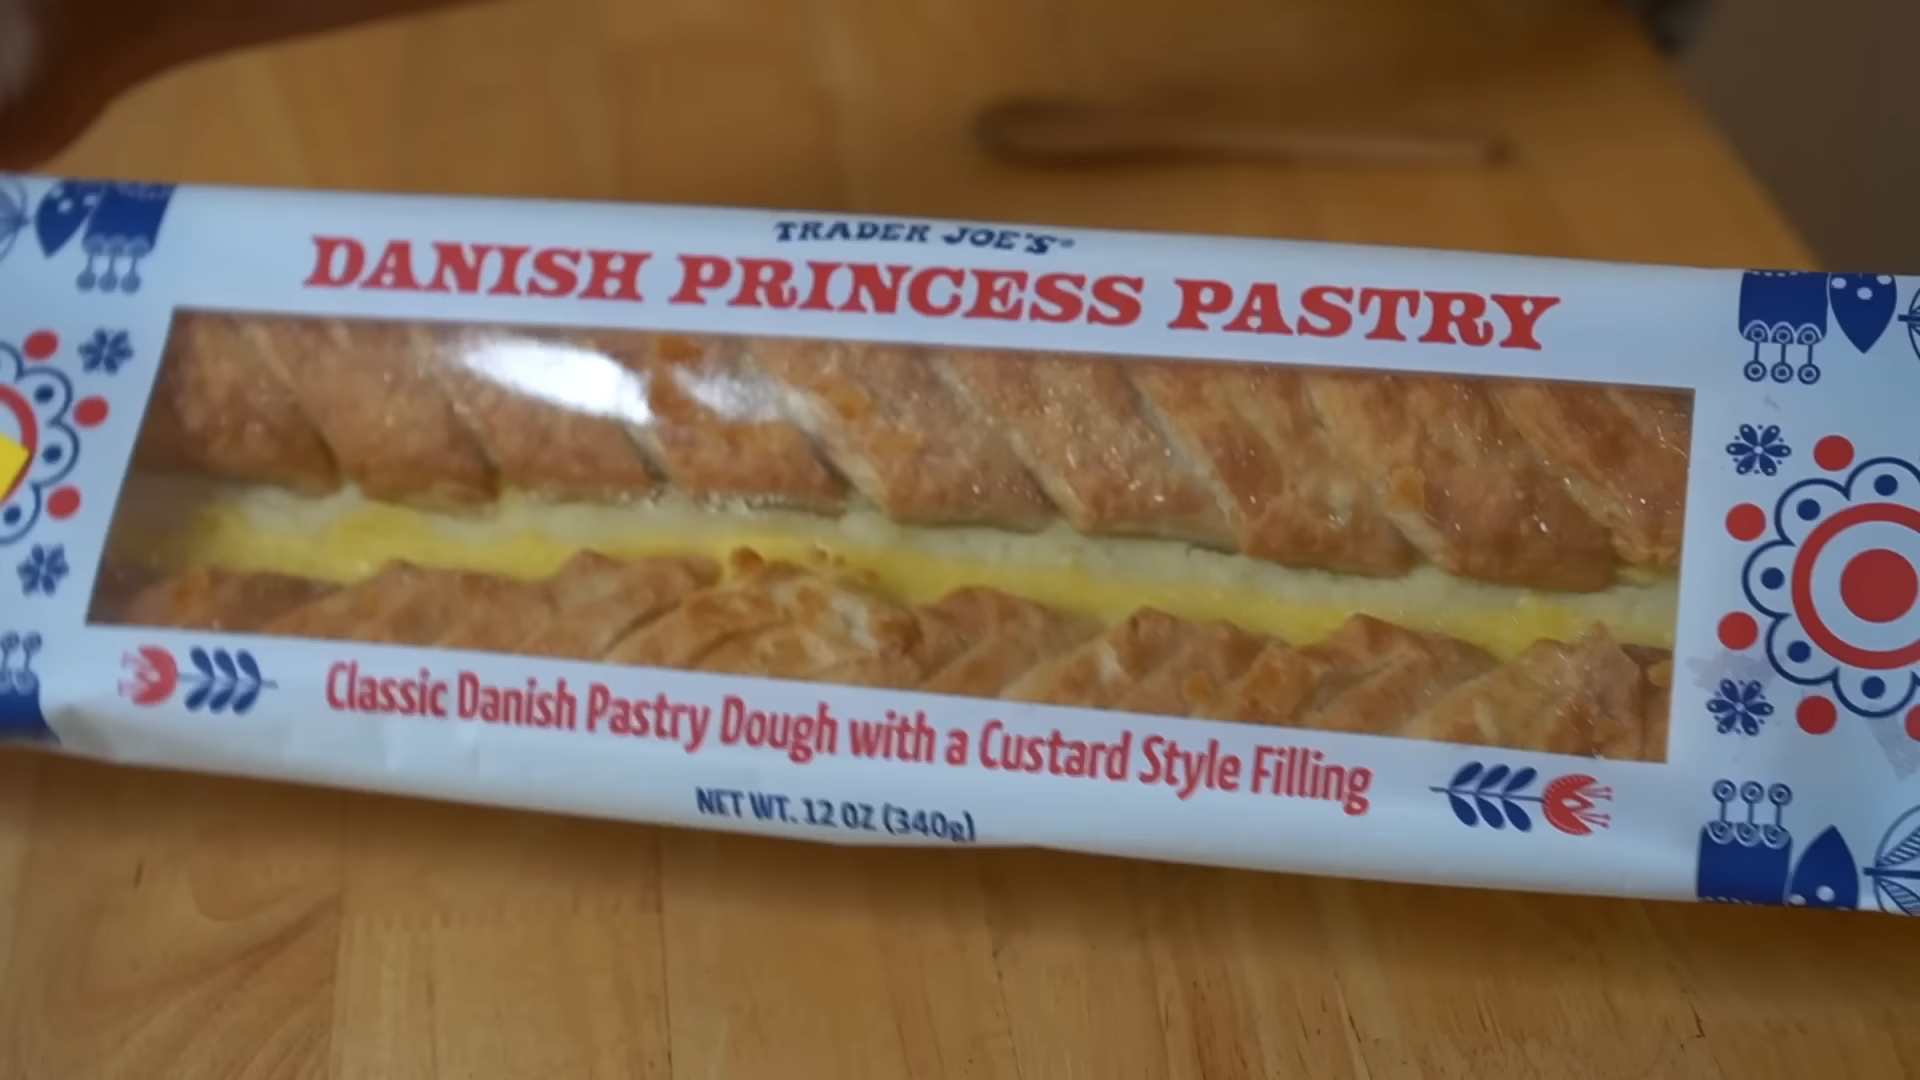 TRADER JOE'S®
DANISH PRINCESS PASTRY
Classic Danish Pastry Dough with a Custard Style Filling
NET WT. 12 OZ (340g)